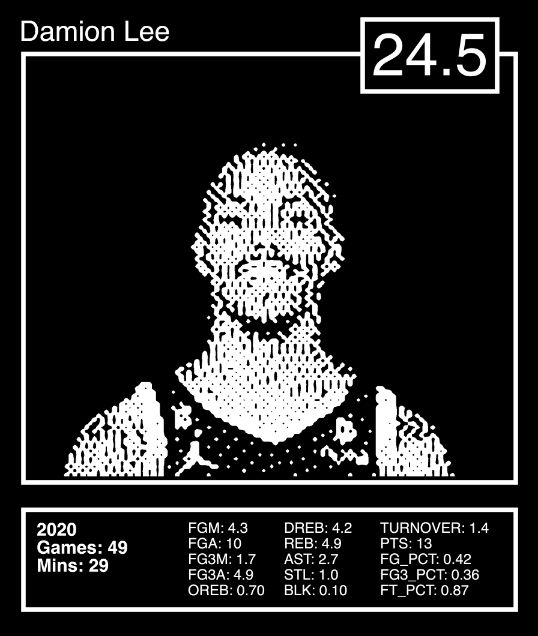 Damion Lee
24.5
2020
Games: 49
Mins: 29
FGM: 4.3
FGA: 10
FG3M: 1.7
FG3A: 4.9
OREB: 0.70
DREB: 4.2
REB: 4.9
AST: 2.7
STL: 1.0
BLK: 0.10
TURNOVER: 1.4
PTS: 13
FG_PCT: 0.42
FG3_PCT: 0.36
FT_PCT: 0.87